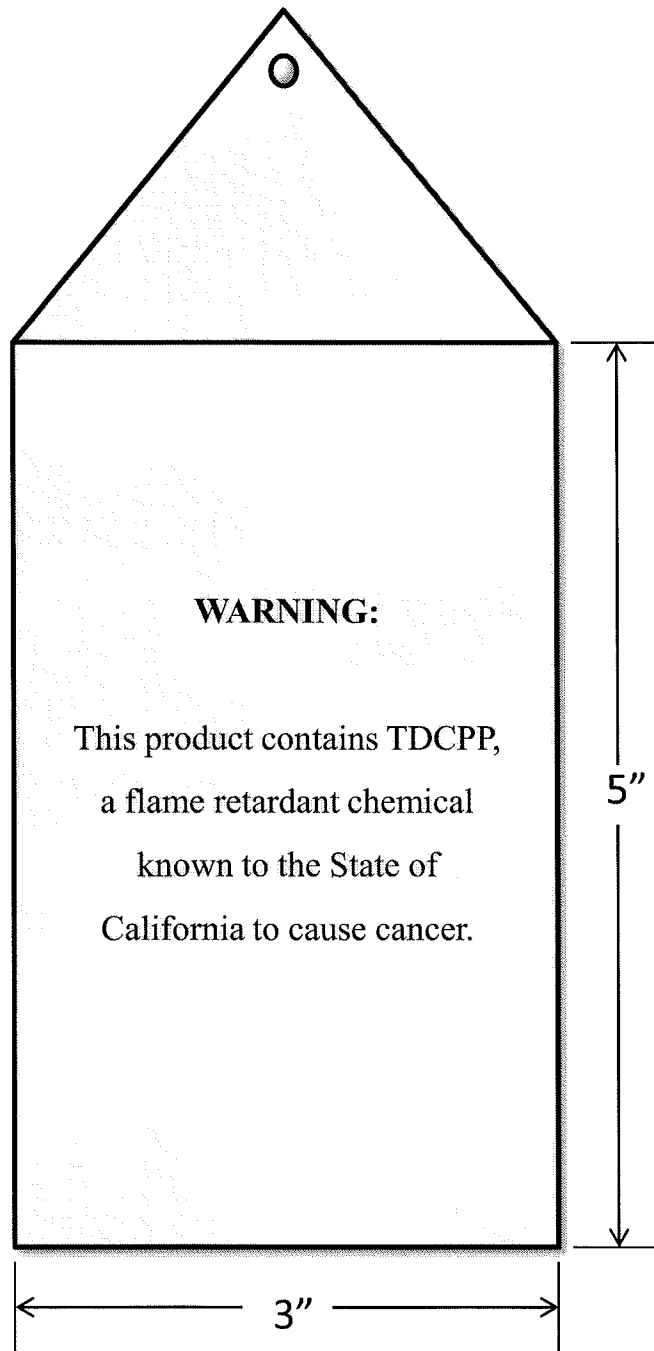 WARNING:
This product contains TDCPP,
a flame retardant chemical
known to the State of
California to cause cancer.
5”
3”